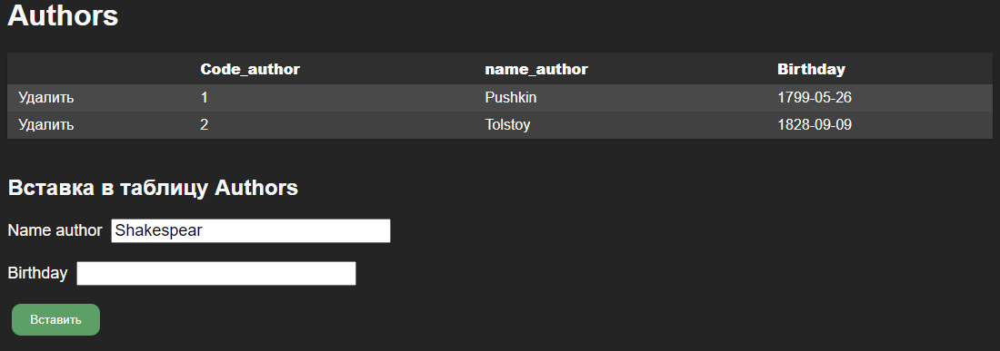 Authors
Code_author name_author Birthday
Удалить 1 Pushkin 1799-05-26
Удалить 2 Tolstoy 1828-09-09
Вставка в таблицу Authors
Name author Shakespear
Birthday
Вставить